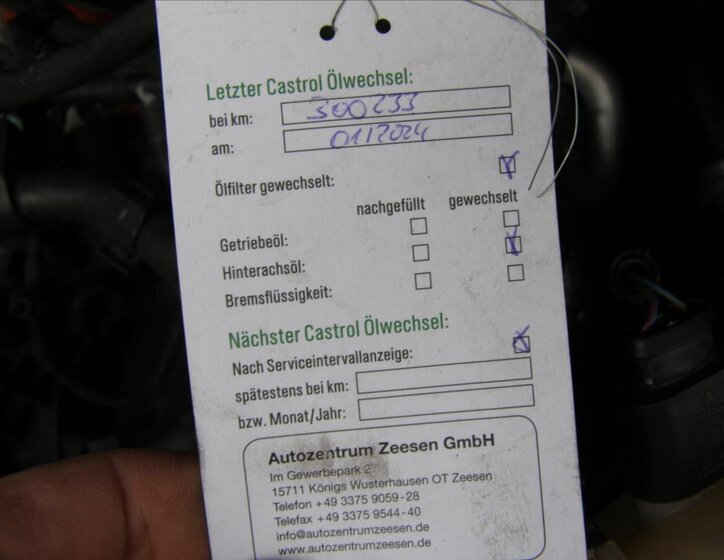 Letzter Castrol Ölwechsel:
bei km: 300233
am: 01/2024
Ölfilter gewechselt:
nachgefüllt gewechselt
Getriebeöl:
Hinterachsöl:
Bremsflüssigkeit:
Nächster Castrol Ölwechsel:
Nach Serviceintervallanzeige:
spätestens bei km:
bzw. Monat/Jahr:
Autozentrum Zeesen GmbH
Im Gewerbepark 2
15711 Königs Wusterhausen OT Zeesen
Telefon +49 3375 9059-28
Telefax +49 3375 9544-40
info@autozentrumzeesen.de
www.autozentrumzeesen.de